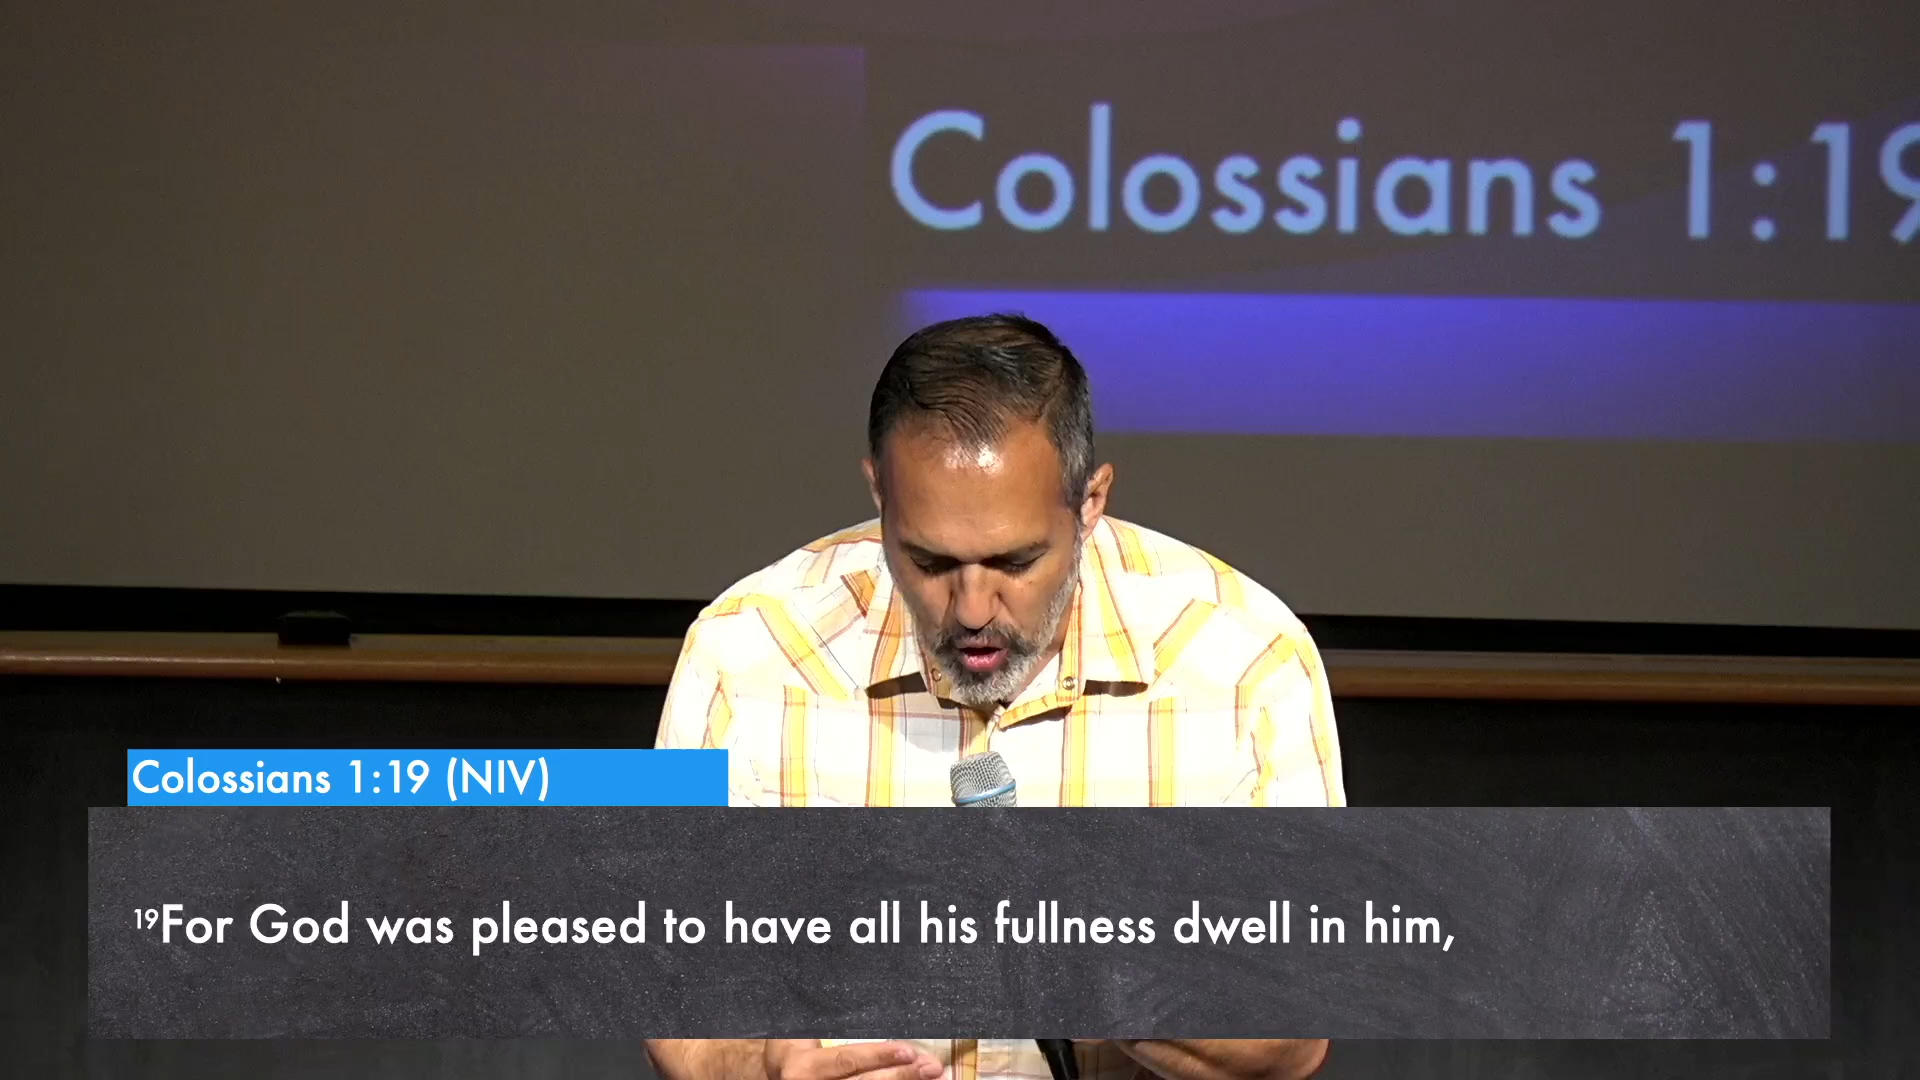 Colossians 1:19
Colossians 1:19 (NIV)
¹⁹For God was pleased to have all his fullness dwell in him,